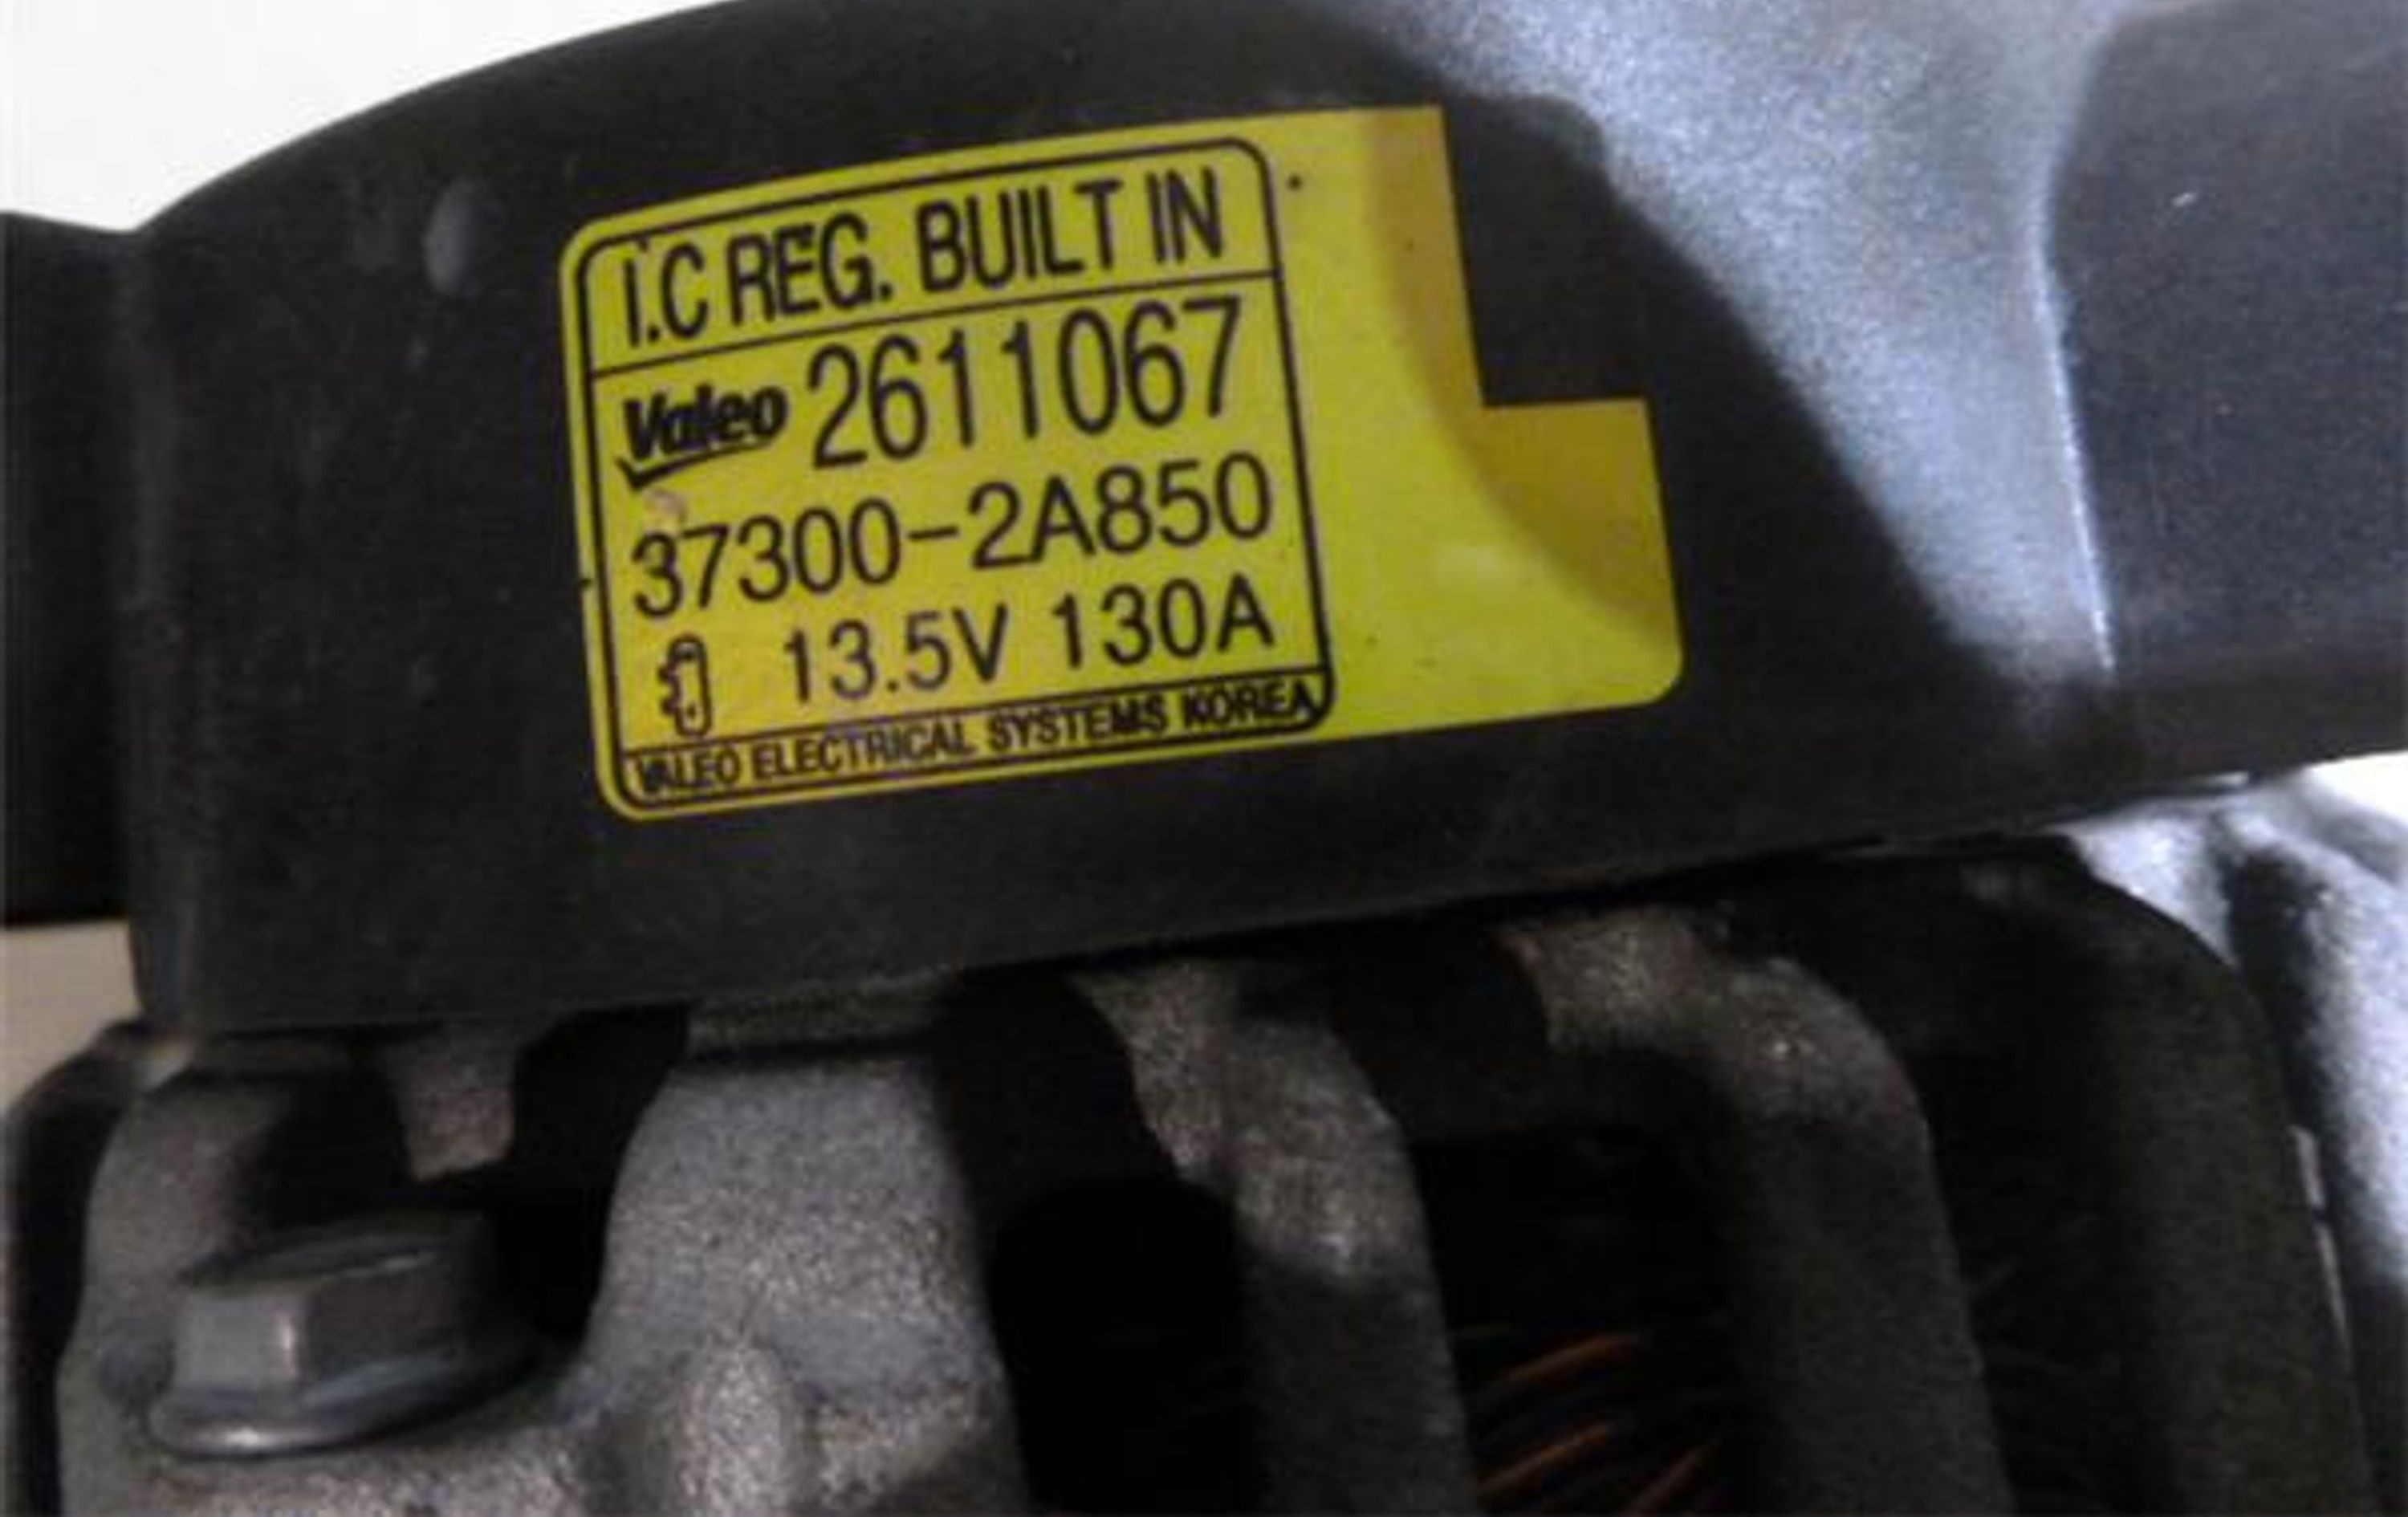 I.C REG. BUILT IN
Valeo 2611067
37300-2A850
13.5V 130A
VALEO ELECTRICAL SYSTEMS KOREA